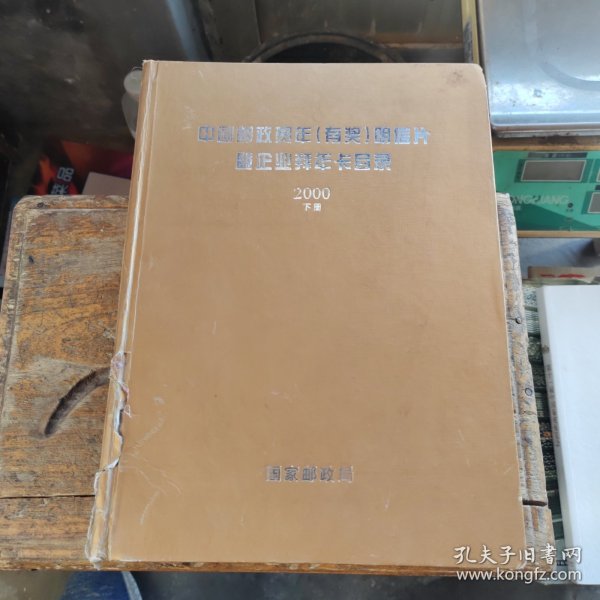 中国邮政贺年(有奖)明信片
暨企业拜年卡目录
2000
下册
国家邮政局
孔夫子旧书网
www.kongfz.com